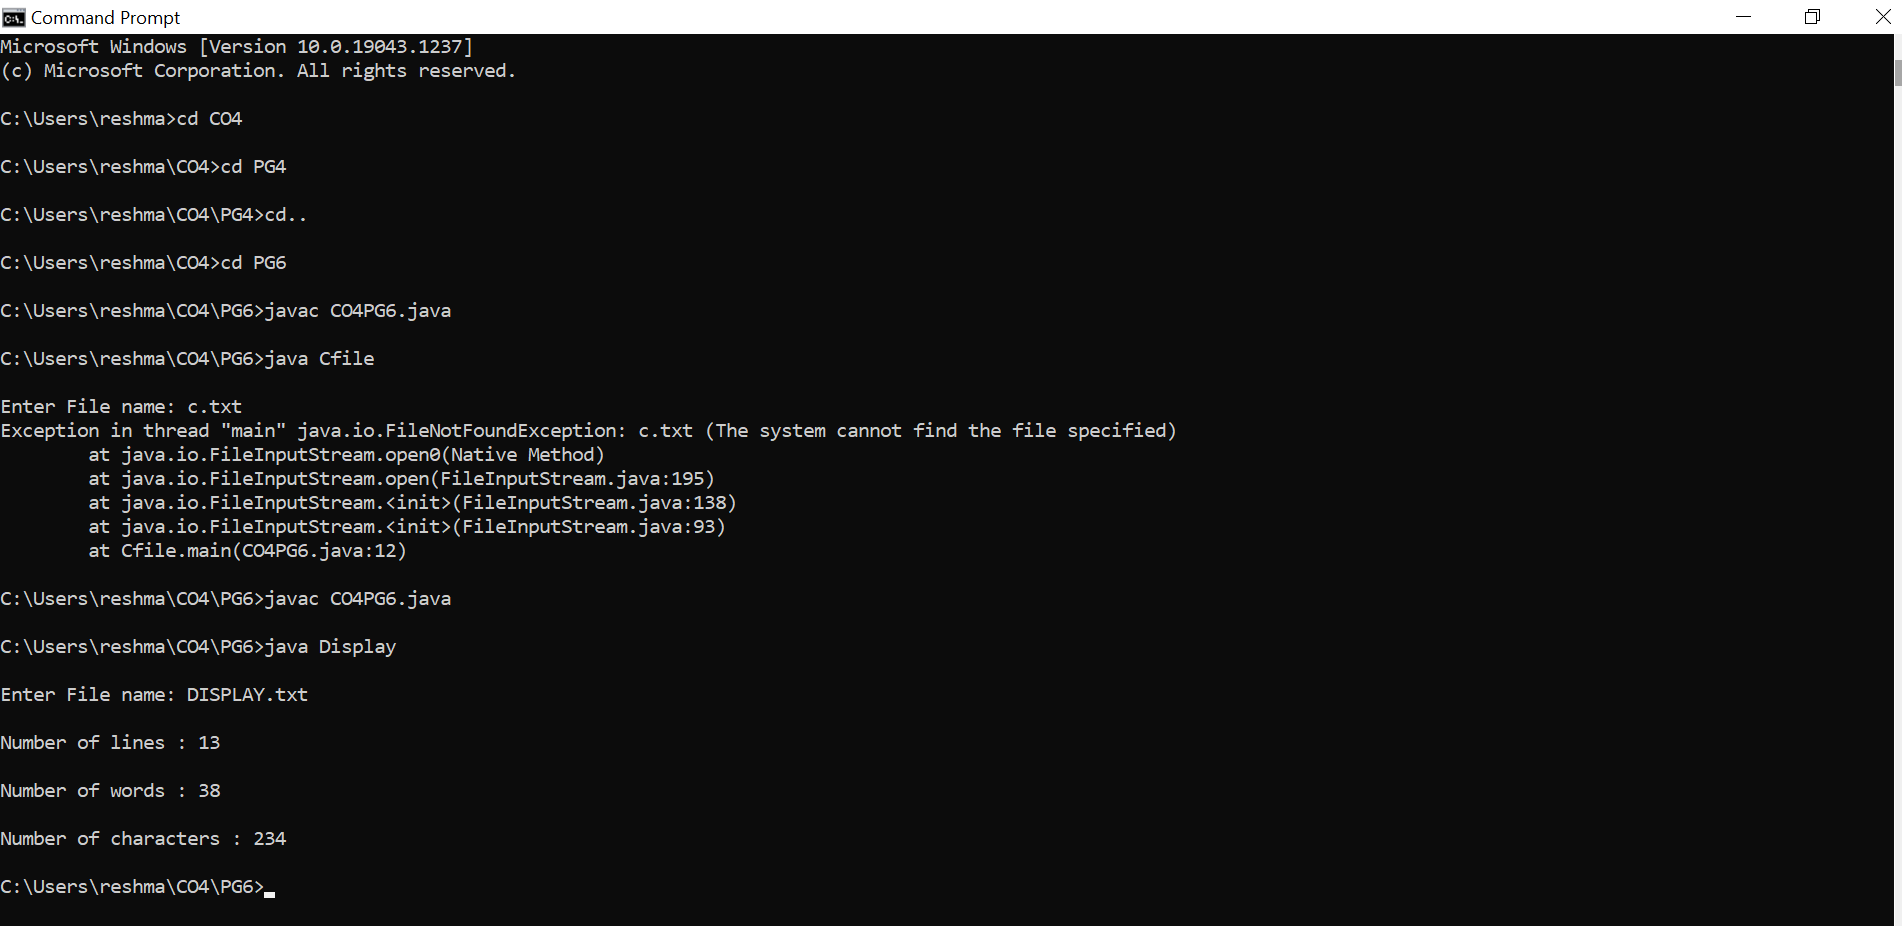 Command Prompt
Microsoft Windows [Version 10.0.19043.1237]
(c) Microsoft Corporation. All rights reserved.
C:\Users\reshma>cd CO4
C:\Users\reshma\CO4>cd PG4
C:\Users\reshma\CO4\PG4>cd..
C:\Users\reshma\CO4>cd PG6
C:\Users\reshma\CO4\PG6>javac CO4PG6.java
C:\Users\reshma\CO4\PG6>java Cfile
Enter File name: c.txt
Exception in thread "main" java.io.FileNotFoundException: c.txt (The system cannot find the file specified)
        at java.io.FileInputStream.open0(Native Method)
        at java.io.FileInputStream.open(FileInputStream.java:195)
        at java.io.FileInputStream.<init>(FileInputStream.java:138)
        at java.io.FileInputStream.<init>(FileInputStream.java:93)
        at Cfile.main(CO4PG6.java:12)
C:\Users\reshma\CO4\PG6>javac CO4PG6.java
C:\Users\reshma\CO4\PG6>java Display
Enter File name: DISPLAY.txt
Number of lines : 13
Number of words : 38
Number of characters : 234
C:\Users\reshma\CO4\PG6>